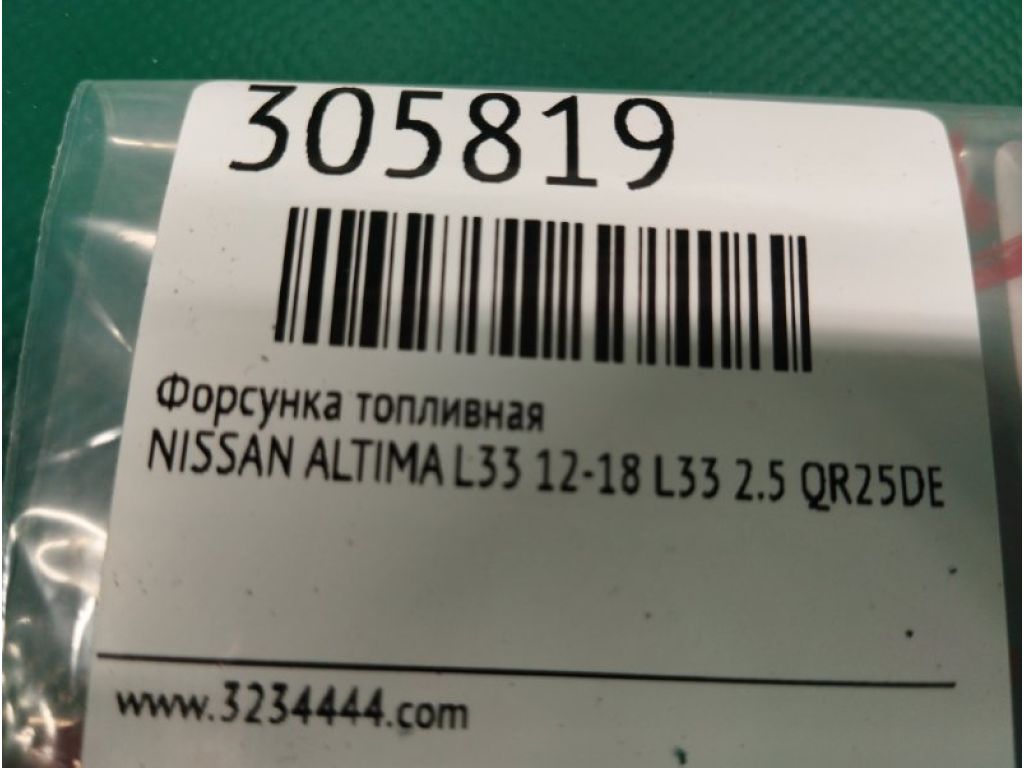 305819
Форсунка топливная
NISSAN ALTIMA L33 12-18 L33 2.5 QR25DE
www.3234444.com